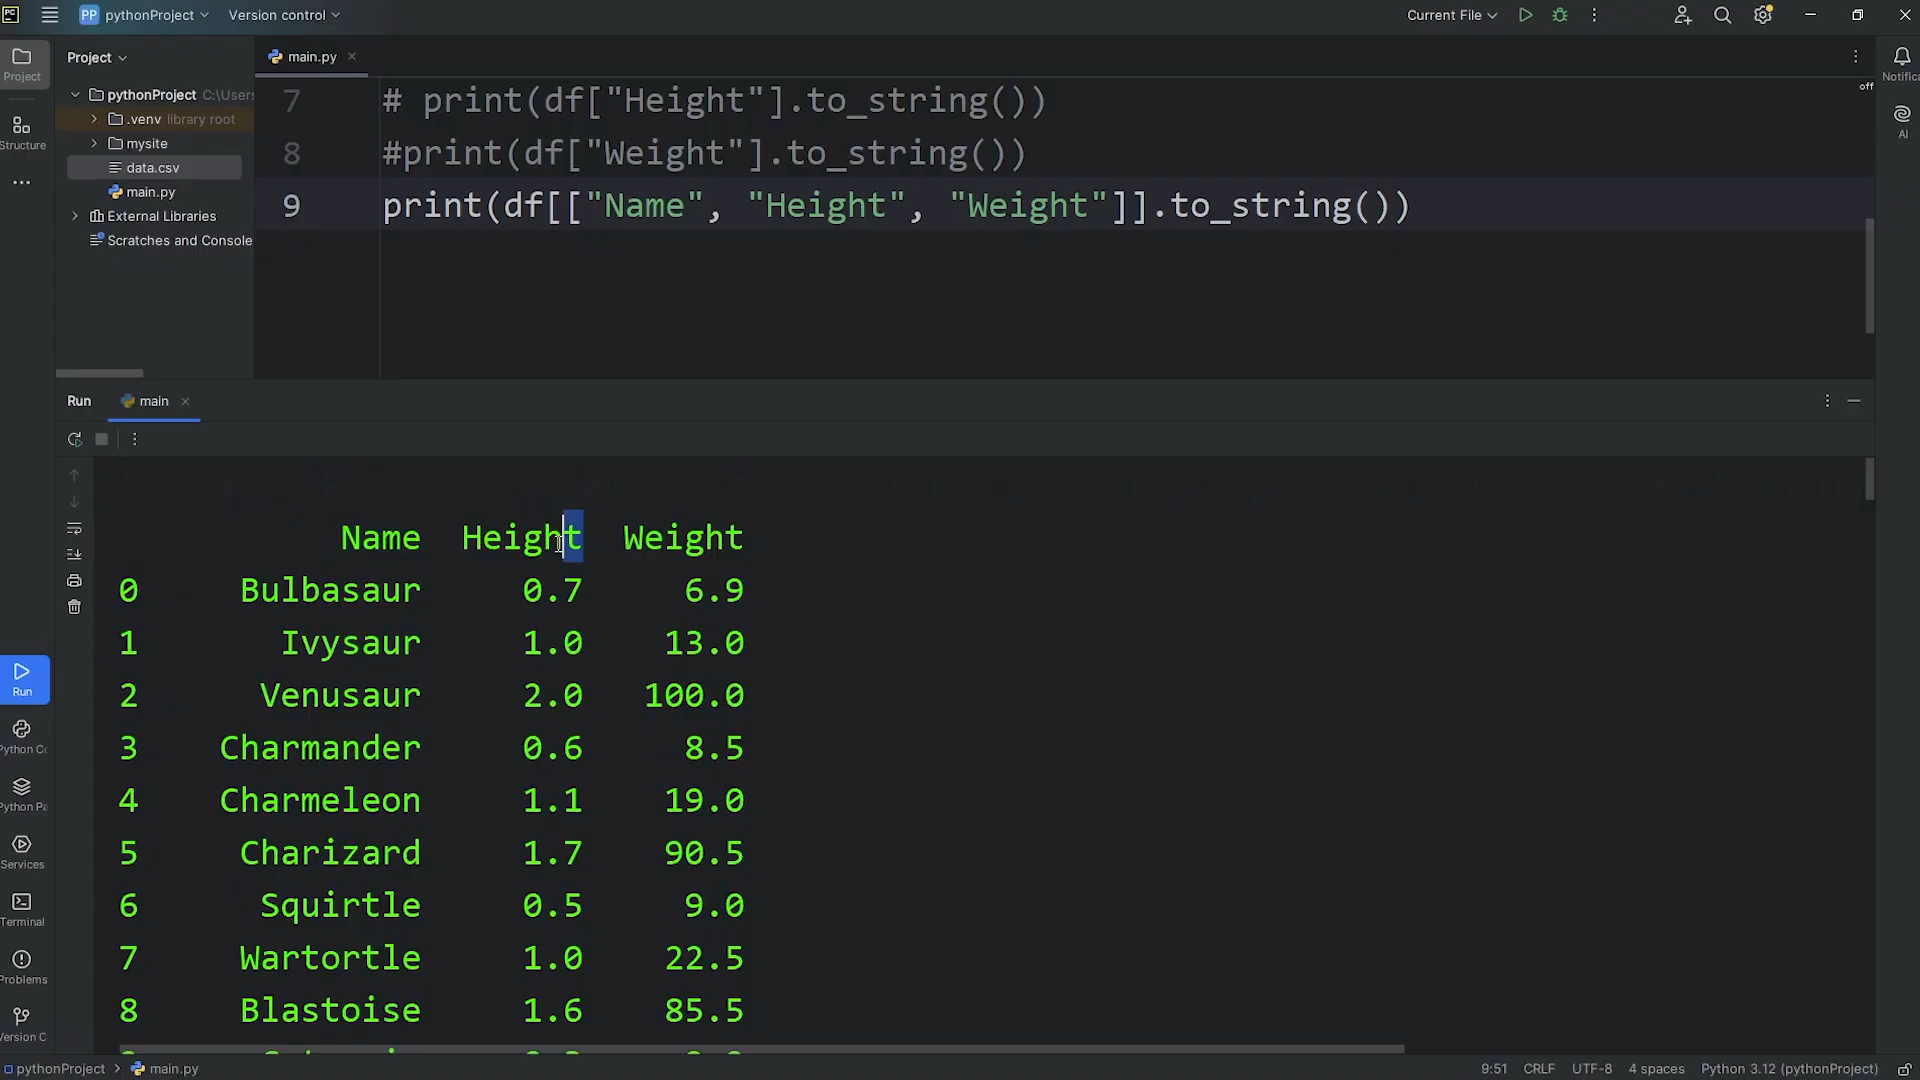 PC PP pythonProject Version control Current File
Project main.py
Project Notifica
pythonProject C:\Users off
7 # print(df["Height"].to_string())
.venv library root AI
Structure mysite
8 #print(df["Weight"].to_string())
data.csv
main.py
9 print(df[["Name", "Height", "Weight"]].to_string())
External Libraries
Scratches and Console
Run main
Name Height Weight
0 Bulbasaur 0.7 6.9
1 Ivysaur 1.0 13.0
Run
2 Venusaur 2.0 100.0
3 Charmander 0.6 8.5
Python Co
4 Charmeleon 1.1 19.0
Python Pa
5 Charizard 1.7 90.5
Services
6 Squirtle 0.5 9.0
Terminal
7 Wartortle 1.0 22.5
Problems
8 Blastoise 1.6 85.5
Version C
pythonProject > main.py 9:51 CRLF UTF-8 4 spaces Python 3.12 (pythonProject)